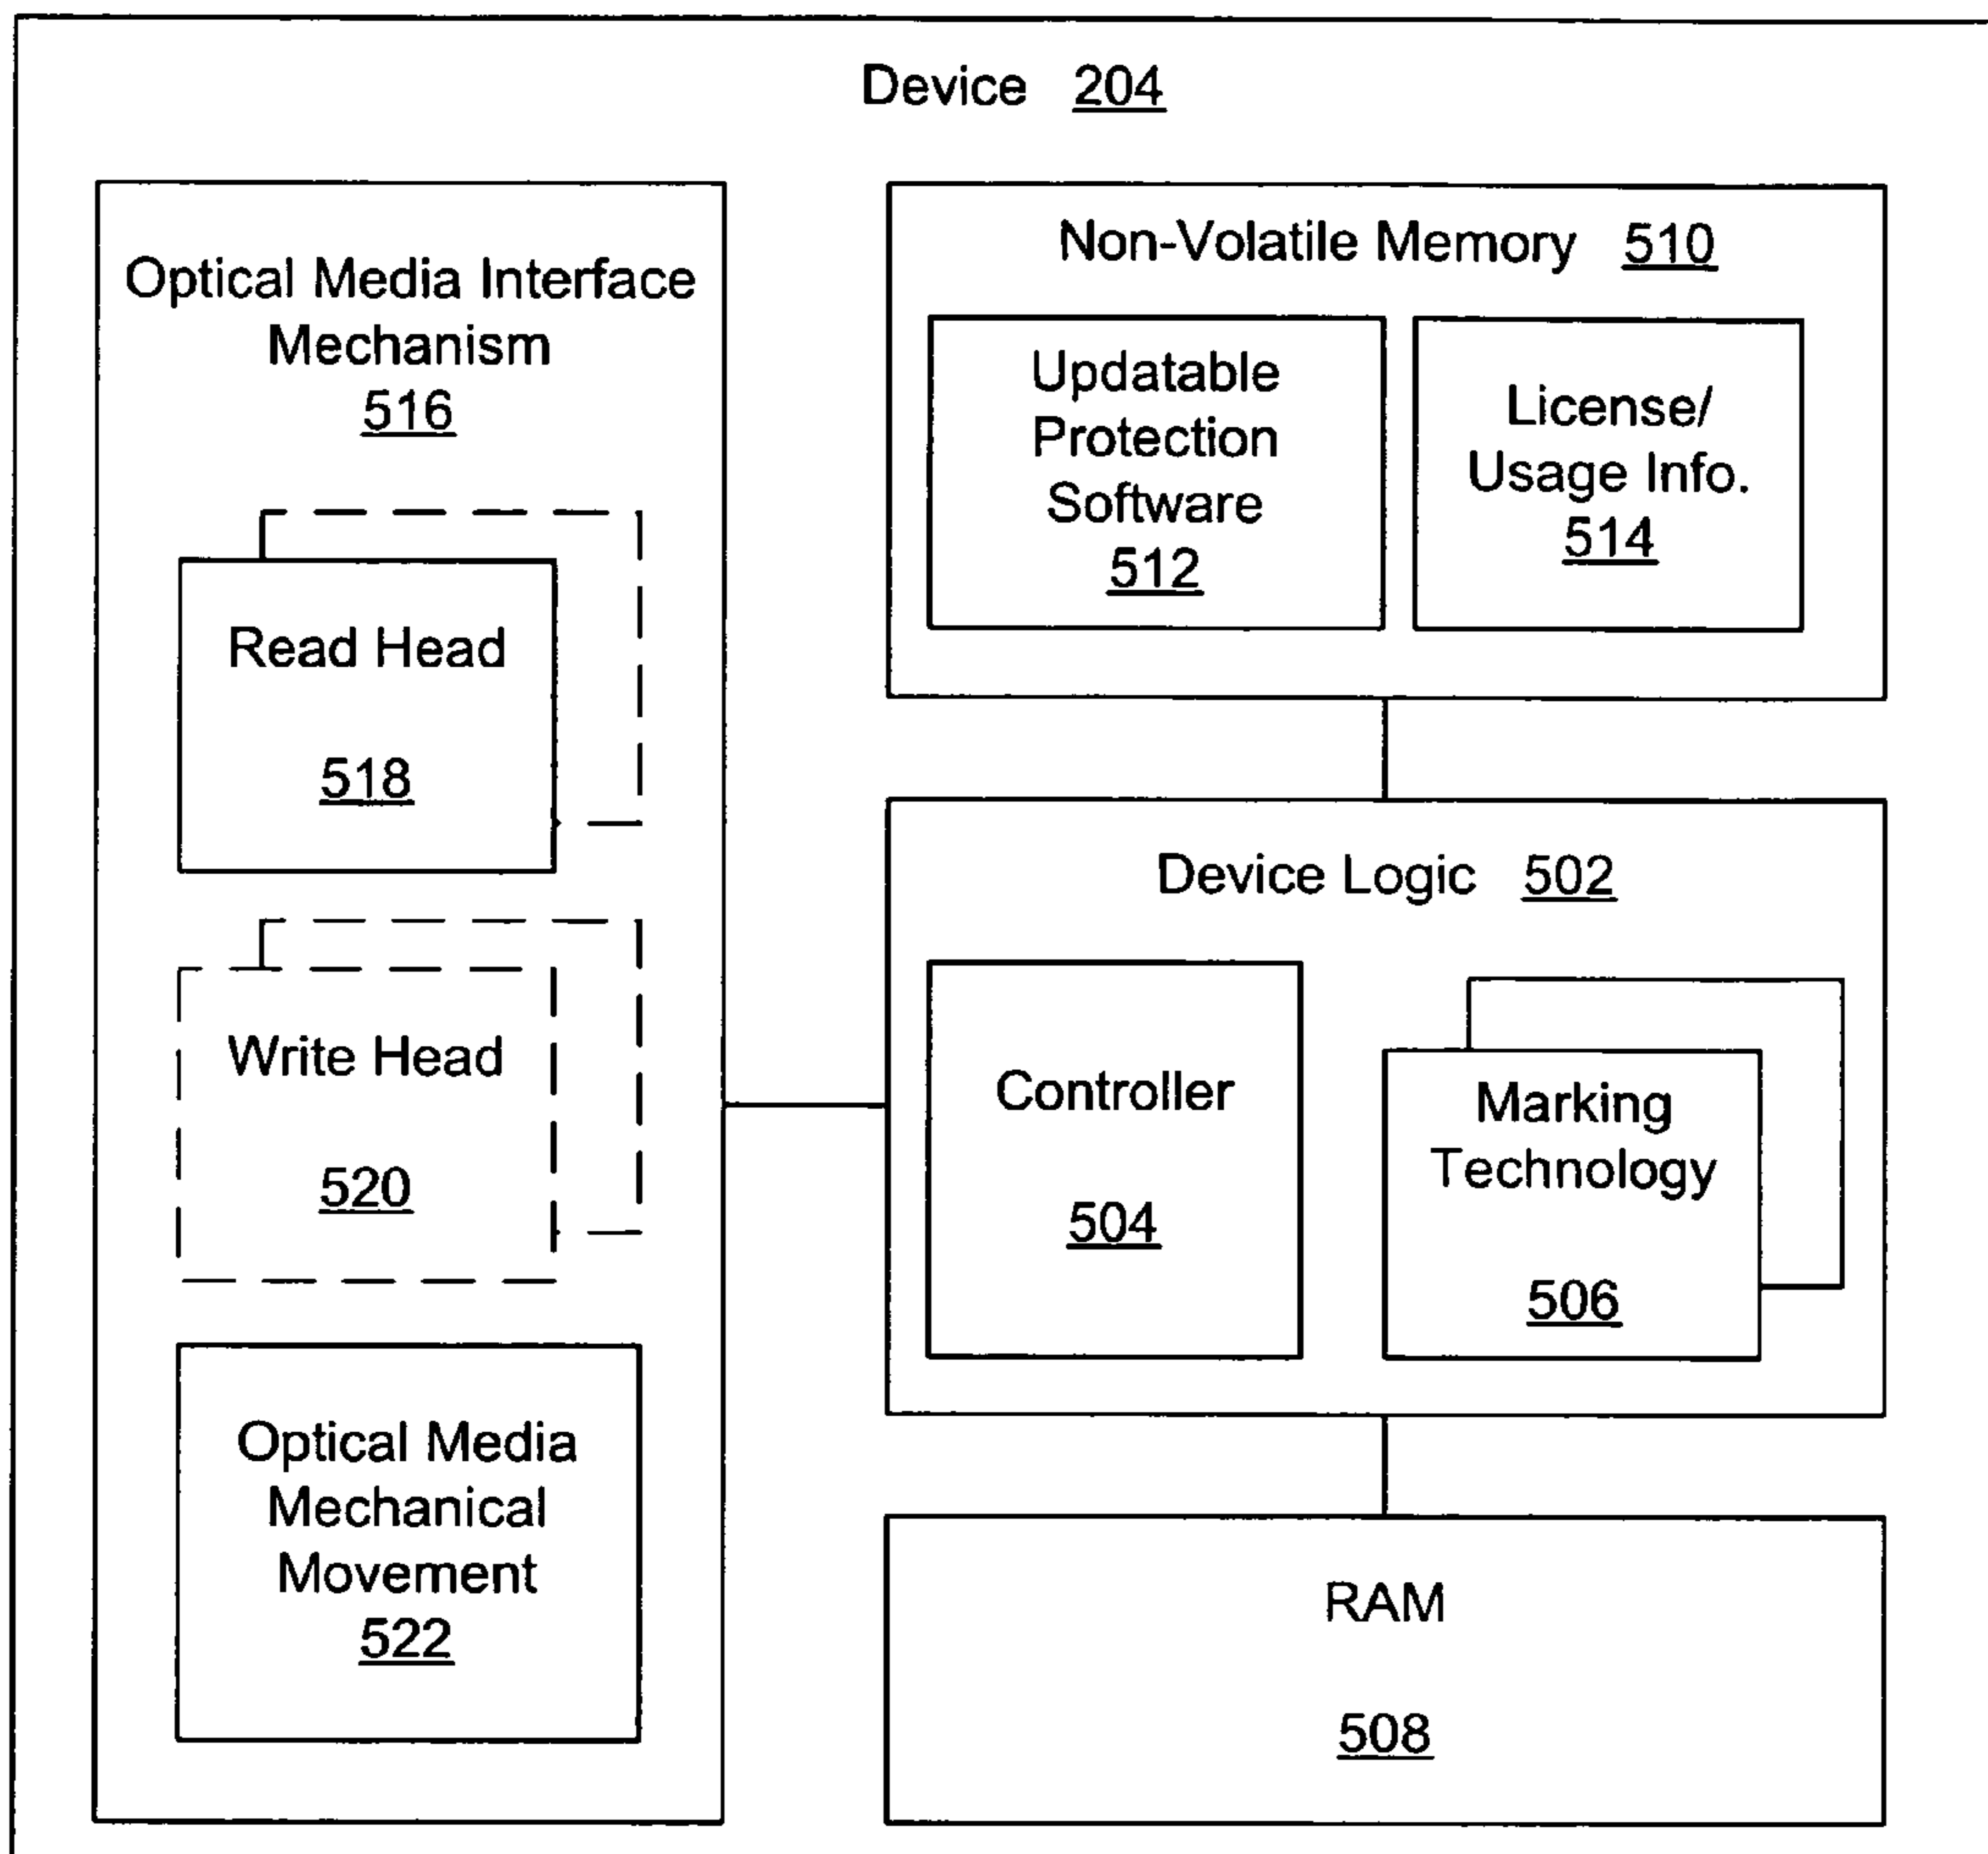 Device 204
Optical Media Interface
Mechanism
516
Read Head
518
Write Head
520
Optical Media
Mechanical
Movement
522
Non-Volatile Memory 510
Updatable
Protection
Software
512
License/
Usage Info.
514
Device Logic 502
Controller
504
Marking
Technology
506
RAM
508